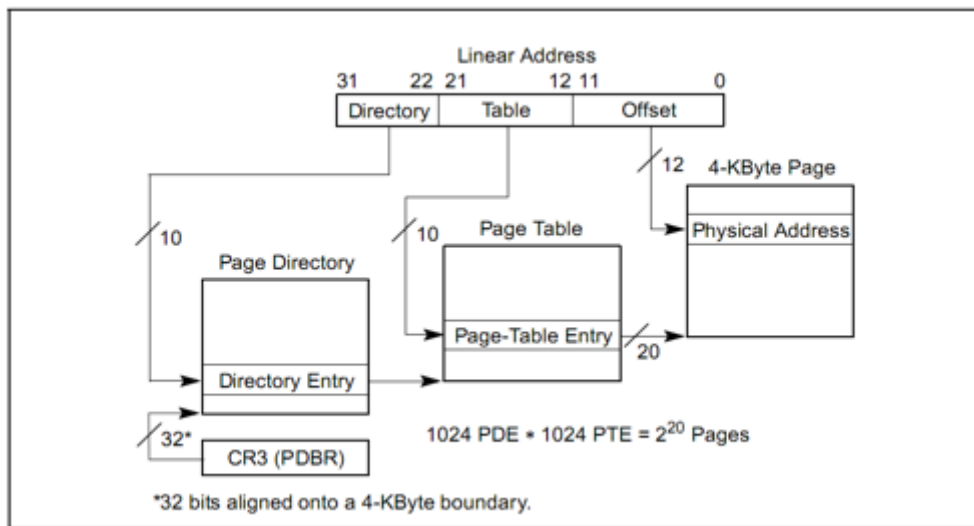 Linear Address
31 22 21 12 11 0
Directory Table Offset
12 4-KByte Page
Physical Address
10 10 Page Table
Page Directory
Page-Table Entry
20
Directory Entry
32* 1024 PDE * 1024 PTE = 2^20 Pages
CR3 (PDBR)
*32 bits aligned onto a 4-KByte boundary.